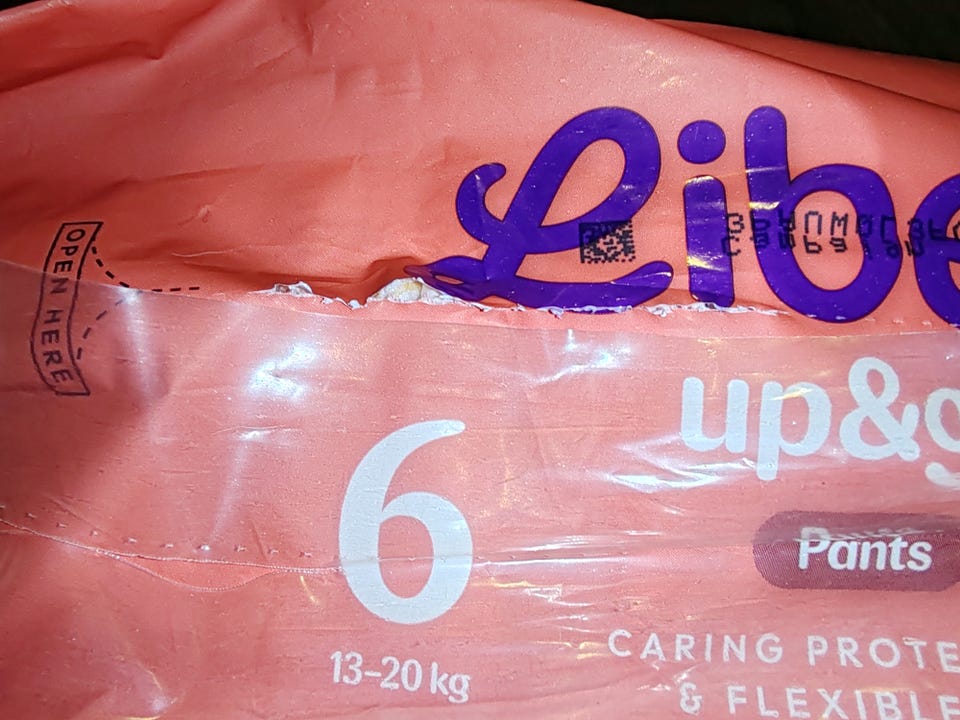 Libe
OPEN HERE
up&g
6
Pants
13-20 kg
CARING PROTE
& FLEXIBLE